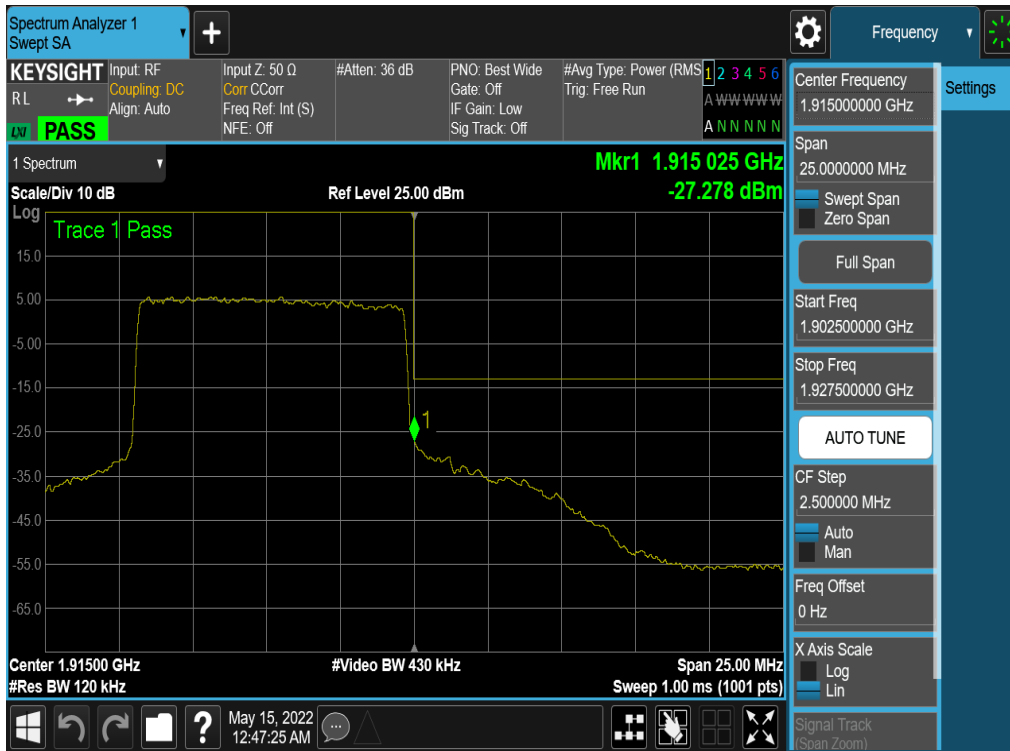 Spectrum Analyzer 1
Swept SA
+
Frequency
KEYSIGHT
R L
LXI
PASS
Input: RF
Coupling: DC
Align: Auto
Input Z: 50 Ω
Corr CCorr
Freq Ref: Int (S)
NFE: Off
#Atten: 36 dB
PNO: Best Wide
Gate: Off
IF Gain: Low
Sig Track: Off
#Avg Type: Power (RMS
Trig: Free Run
1 2 3 4 5 6
A W W W W W
A N N N N N
1 Spectrum
Mkr1 1.915 025 GHz
Scale/Div 10 dB
Ref Level 25.00 dBm
-27.278 dBm
Log
Trace 1 Pass
15.0
5.00
-5.00
-15.0
1
-25.0
-35.0
-45.0
-55.0
-65.0
Center 1.91500 GHz
#Video BW 430 kHz
Span 25.00 MHz
#Res BW 120 kHz
Sweep 1.00 ms (1001 pts)
Center Frequency
1.915000000 GHz
Settings
Span
25.0000000 MHz
Swept Span
Zero Span
Full Span
Start Freq
1.902500000 GHz
Stop Freq
1.927500000 GHz
AUTO TUNE
CF Step
2.500000 MHz
Auto
Man
Freq Offset
0 Hz
X Axis Scale
Log
Lin
Signal Track
(Span Zoom)
?
May 15, 2022
12:47:25 AM